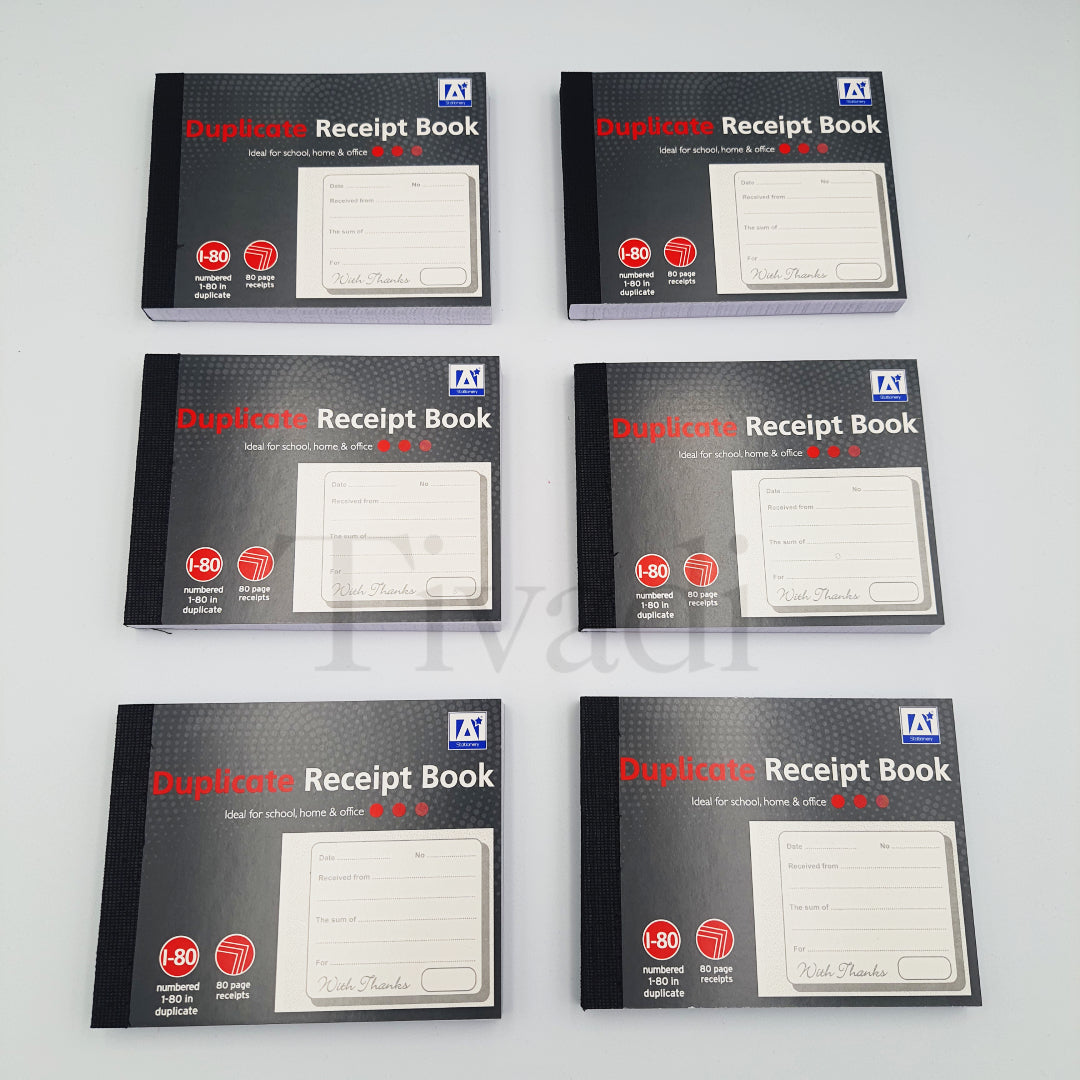 A
Stationery
Duplicate Receipt Book
Ideal for school, home & office
Date No
Received from
The sum of
For
With Thanks
1-80
numbered
1-80 in
duplicate
80 page
receipts
A
Stationery
Duplicate Receipt Book
Ideal for school, home & office
Date No
Received from
The sum of
For
With Thanks
1-80
numbered
1-80 in
duplicate
80 page
receipts
A
Stationery
Duplicate Receipt Book
Ideal for school, home & office
Date No
Received from
The sum of
For
With Thanks
1-80
numbered
1-80 in
duplicate
80 page
receipts
A
Stationery
Duplicate Receipt Book
Ideal for school, home & office
Date No
Received from
The sum of
For
With Thanks
1-80
numbered
1-80 in
duplicate
80 page
receipts
Tivadi
A
Stationery
Duplicate Receipt Book
Ideal for school, home & office
Date No
Received from
The sum of
For
With Thanks
1-80
numbered
1-80 in
duplicate
80 page
receipts
A
Stationery
Duplicate Receipt Book
Ideal for school, home & office
Date No
Received from
The sum of
For
With Thanks
1-80
numbered
1-80 in
duplicate
80 page
receipts